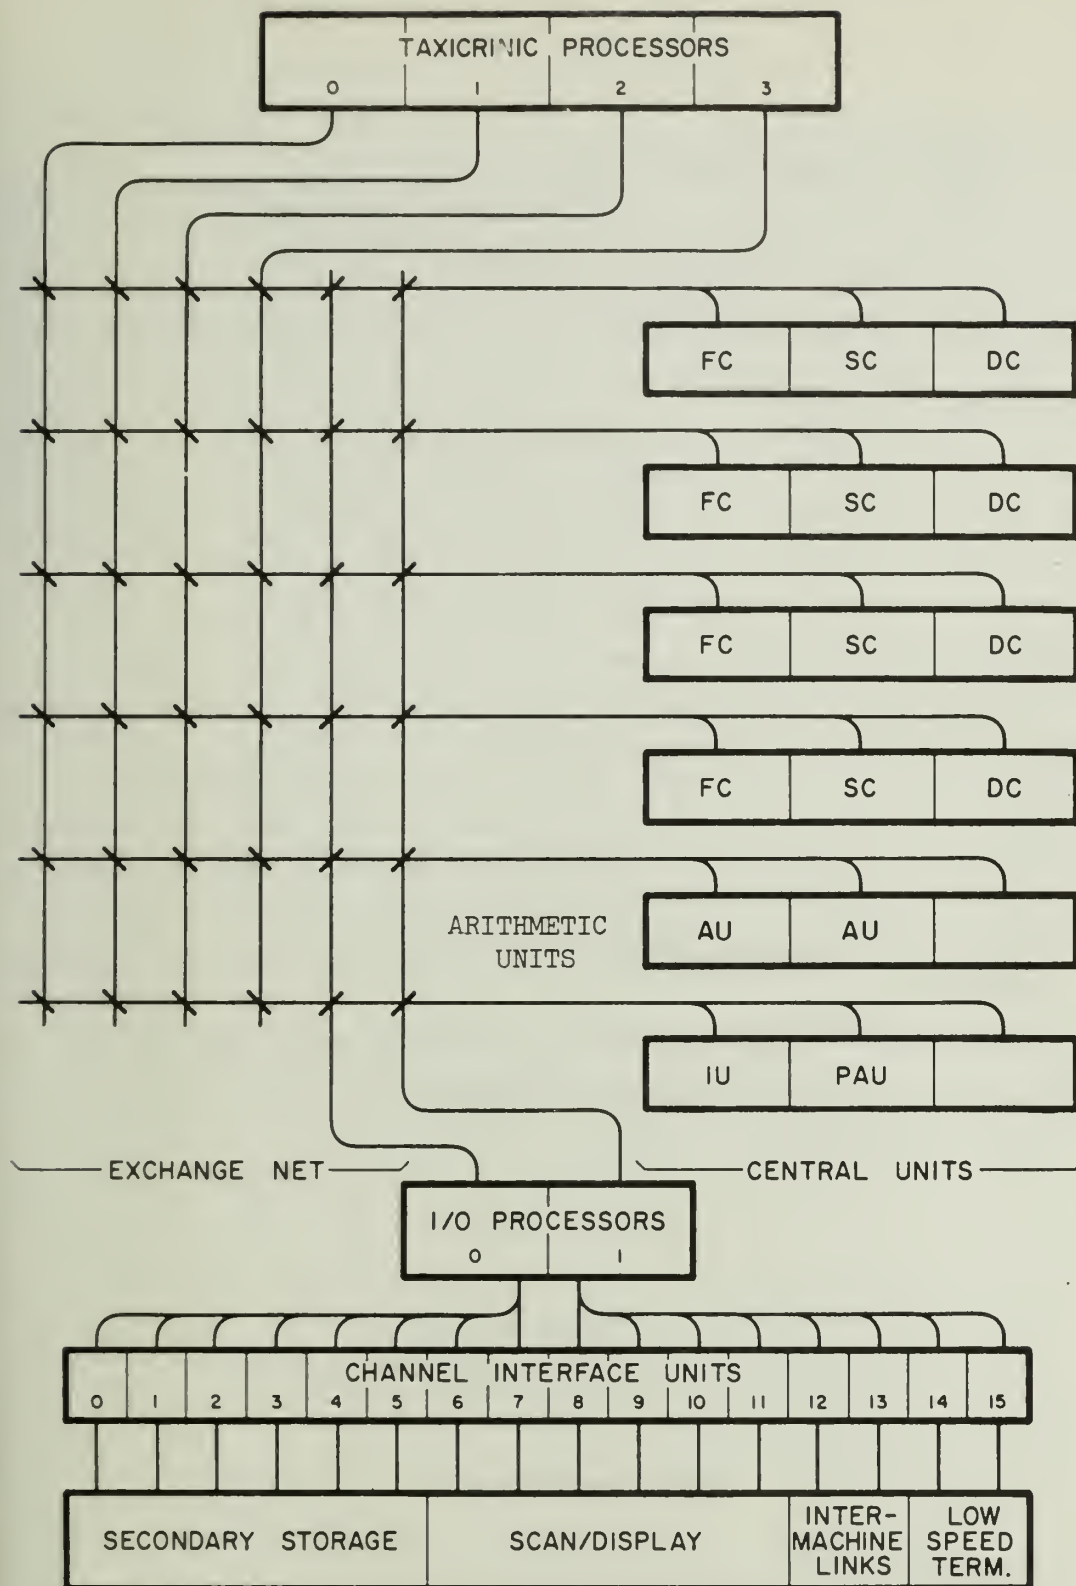 TAXICRINIC PROCESSORS
0 1 2 3
FC SC DC
FC SC DC
FC SC DC
FC SC DC
ARITHMETIC
UNITS
AU AU
IU PAU
EXCHANGE NET
CENTRAL UNITS
I/O PROCESSORS
0 1
CHANNEL INTERFACE UNITS
0 1 2 3 4 5 6 7 8 9 10 11 12 13 14 15
SECONDARY STORAGE
SCAN/DISPLAY
INTER-
MACHINE
LINKS
LOW
SPEED
TERM.